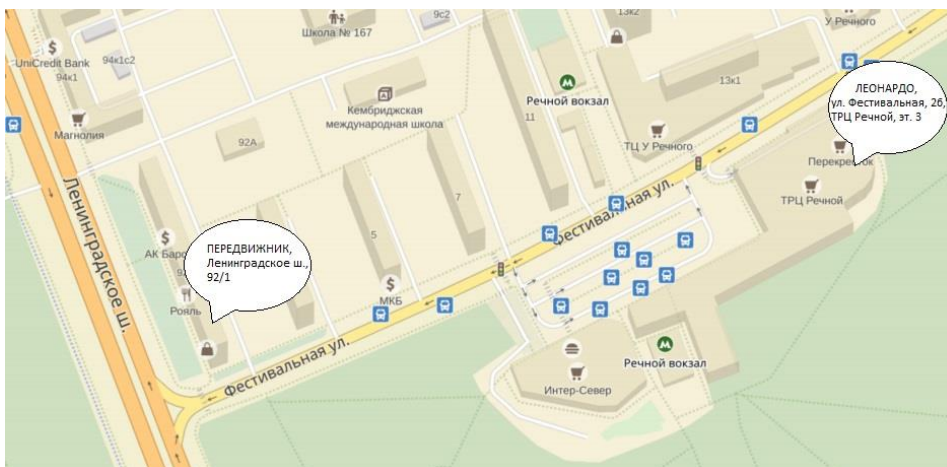 13к2
9с2
У Речного
Школа № 167
$
UniCredit Bank
94к1с2
94к1
М
Речной вокзал
13к1
ЛЕОНАРДО,
ул. Фестивальная, 2б,
ТРЦ Речной, эт. 3
Кембриджская
международная школа
11
Магнолия
92А
ТЦ У Речного
Перекресток
ТРЦ Речной
Ленинградское ш.
7
Фестивальная ул.
5
$
АК Барс
ПЕРЕДВИЖНИК,
Ленинградское ш.,
92/1
$
МКБ
Рояль
М
Речной вокзал
Фестивальная ул.
Интер-Север